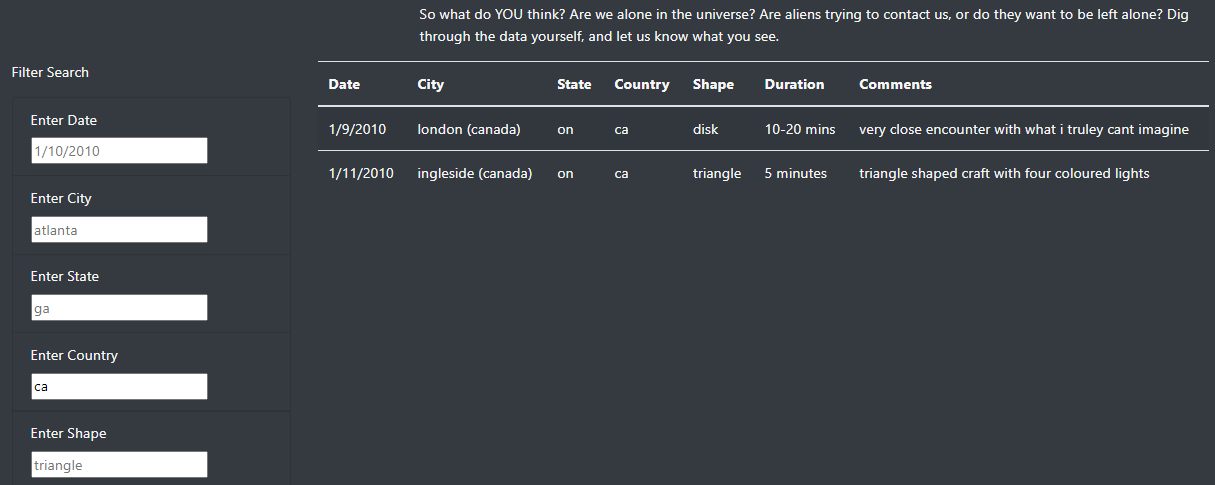 So what do YOU think? Are we alone in the universe? Are aliens trying to contact us, or do they want to be left alone? Dig
through the data yourself, and let us know what you see.
Filter Search
Enter Date
1/10/2010
Enter City
atlanta
Enter State
ga
Enter Country
ca
Enter Shape
triangle
Date City State Country Shape Duration Comments
1/9/2010 london (canada) on ca disk 10-20 mins very close encounter with what i truley cant imagine
1/11/2010 ingleside (canada) on ca triangle 5 minutes triangle shaped craft with four coloured lights